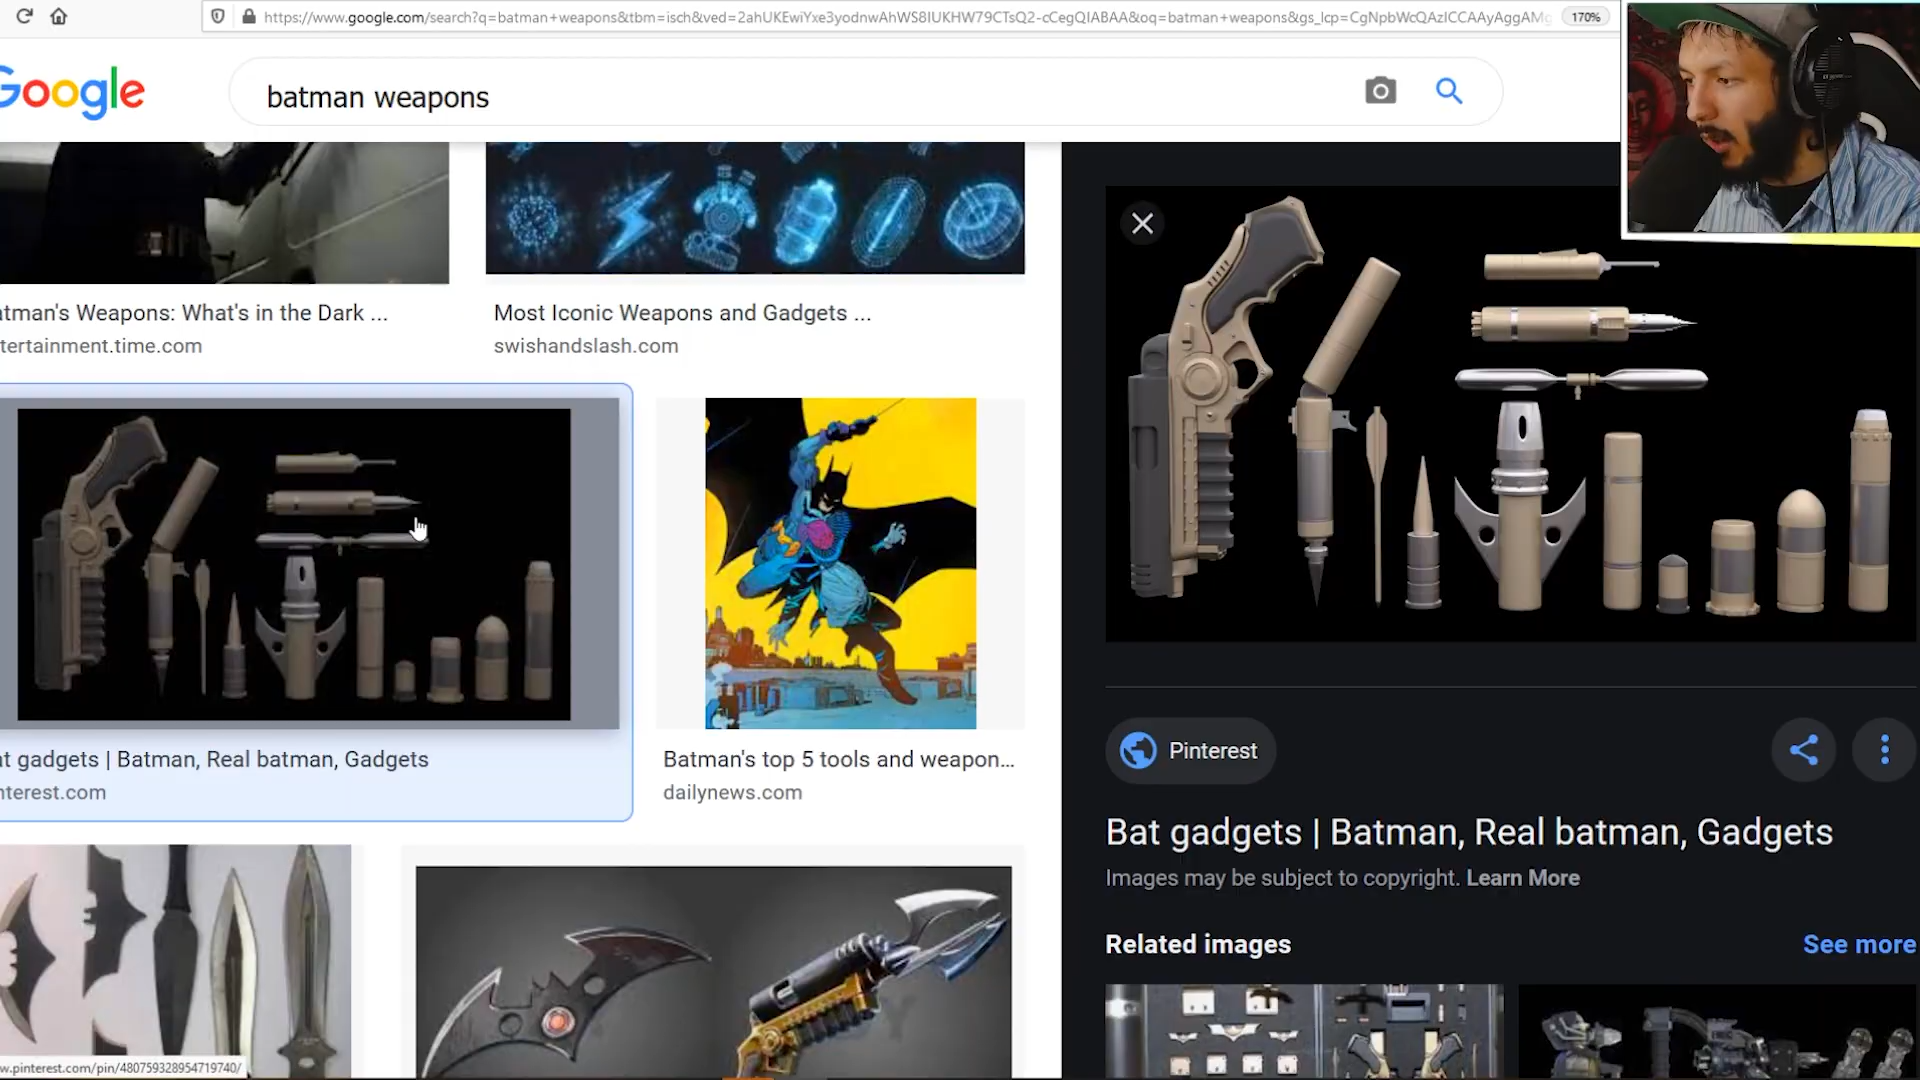 https://www.google.com/search?q=batman+weapons&tbm=isch&ved=2ahUKEwiYxe3yodnwAhWS8IUKHW79CTsQ2-cCegQIABAA&oq=batman+weapons&gs_lcp=CgNpbWcQAzICCAAyAggAM
170%
Google
batman weapons
atman's Weapons: What's in the Dark ...
tertainment.time.com
Most Iconic Weapons and Gadgets ...
swishandslash.com
at gadgets | Batman, Real batman, Gadgets
nterest.com
Batman's top 5 tools and weapon...
dailynews.com
w.pinterest.com/pin/480759328954719740/
Pinterest
Bat gadgets | Batman, Real batman, Gadgets
Images may be subject to copyright. Learn More
Related images
See more